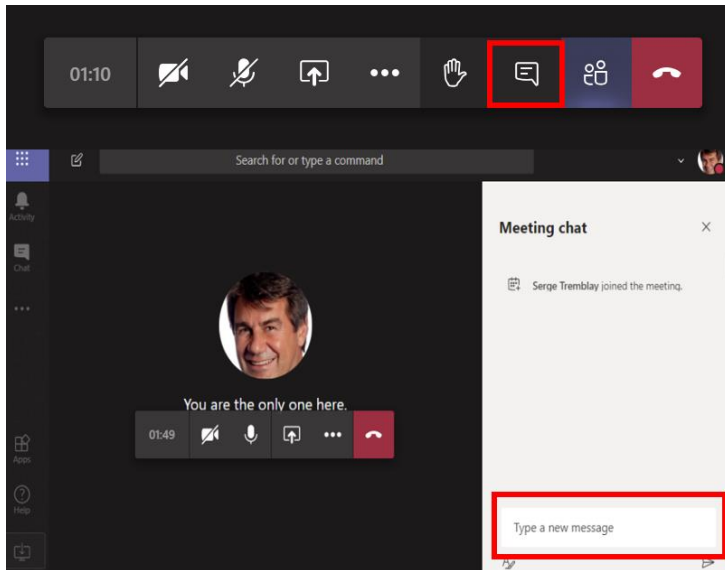 01:10
Search for or type a command
Activity
Chat
Meeting chat
Serge Tremblay joined the meeting.
You are the only one here.
01:49
Apps
Help
Type a new message